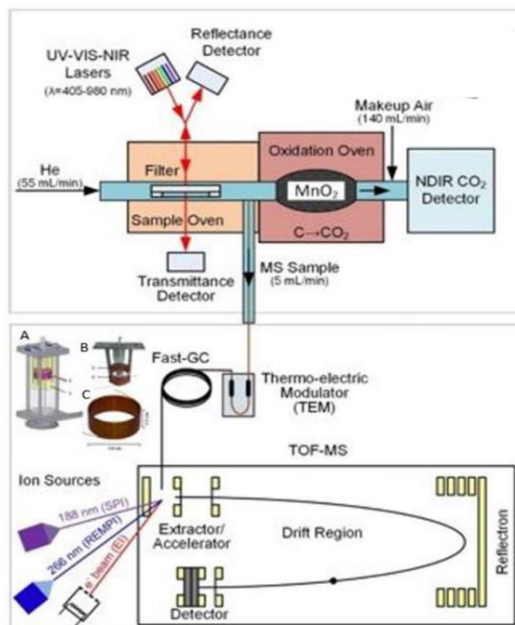 UV-VIS-NIR
Lasers
(λ=405-980 nm)
Reflectance
Detector
Makeup Air
(140 mL/min)
Oxidation Oven
He
(55 mL/min)
Filter
MnO₂
NDIR CO₂
Detector
Sample Oven
C→CO₂
Transmittance
Detector
MS Sample
(5 mL/min)
A
B
C
Fast-GC
Thermo-electric
Modulator
(TEM)
TOF-MS
Ion Sources
188 nm (SPI)
266 nm (REMPI)
e⁻ beam (EI)
Extractor/
Accelerator
Drift Region
Reflectron
Detector